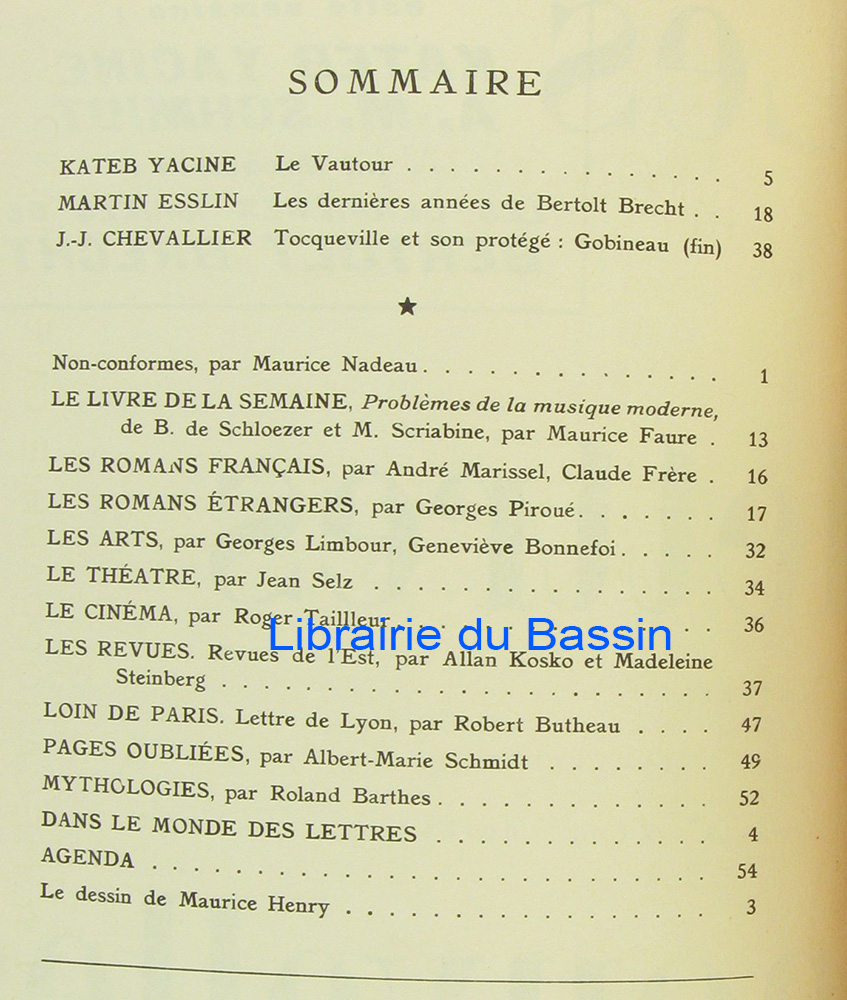 SOMMAIRE
KATEB YACINE Le Vautour . . . . . . . . . . . . . . . 5
MARTIN ESSLIN Les dernières années de Bertolt Brecht . . 18
J.-J. CHEVALLIER Tocqueville et son protégé : Gobineau (fin) 38
★
Non-conformes, par Maurice Nadeau. . . . . . . . . . . . . . 1
LE LIVRE DE LA SEMAINE, Problèmes de la musique moderne,
de B. de Schloezer et M. Scriabine, par Maurice Faure . 13
LES ROMANS FRANÇAIS, par André Marissel, Claude Frère . 16
LES ROMANS ÉTRANGERS, par Georges Piroué. . . . . . . 17
LES ARTS, par Georges Limbour, Geneviève Bonnefoi. . . . . 32
LE THÉATRE, par Jean Selz . . . . . . . . . . . . . . . . 34
LE CINÉMA, par Roger Taillleur. . . . . . . . . . . . . 36
Librairie du Bassin
LES REVUES. Revues de l'Est, par Allan Kosko et Madeleine
Steinberg . . . . . . . . . . . . . . . . . . . . . . . 37
LOIN DE PARIS. Lettre de Lyon, par Robert Butheau . . . . 47
PAGES OUBLIÉES, par Albert-Marie Schmidt . . . . . . . . 49
MYTHOLOGIES, par Roland Barthes. . . . . . . . . . . . . 52
DANS LE MONDE DES LETTRES . . . . . . . . . . . . . 4
AGENDA . . . . . . . . . . . . . . . . . . . . . . . . 54
Le dessin de Maurice Henry . . . . . . . . . . . . . . . . 3